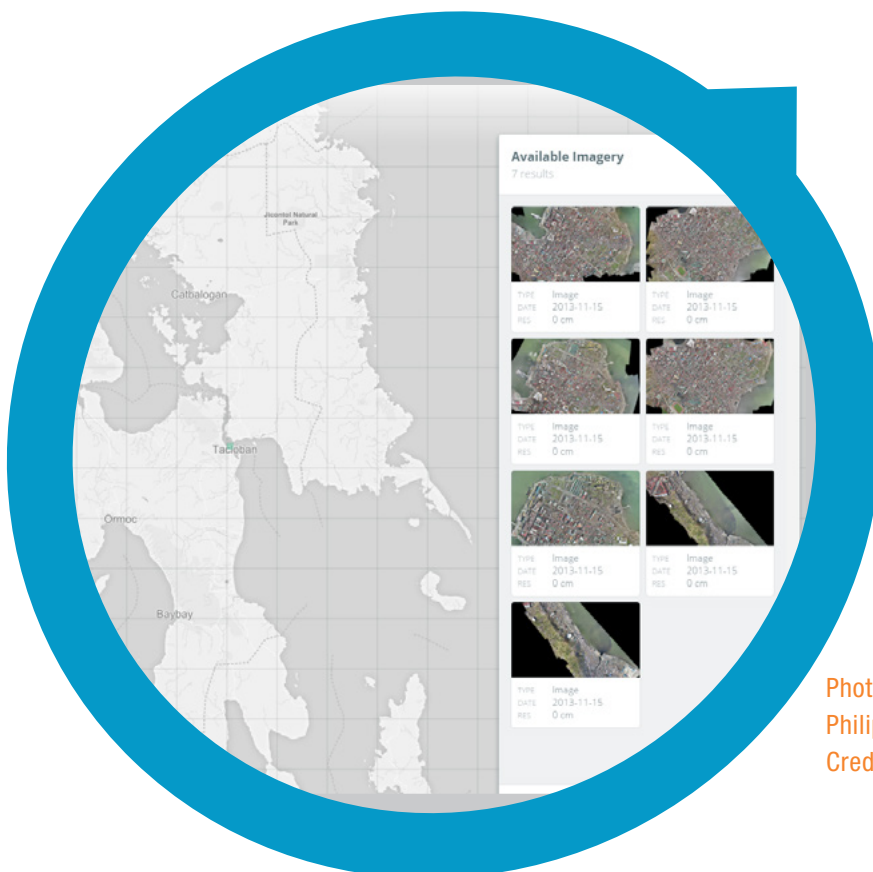 Available Imagery
7 results
Jicontol Natural
Park
Catbalogan
TYPE Image
DATE 2013-11-15
RES 0 cm
TYPE Image
DATE 2013-11-15
RES 0 cm
TYPE Image
DATE 2013-11-15
RES 0 cm
TYPE Image
DATE 2013-11-15
RES 0 cm
Tacloban
Ormoc
TYPE Image
DATE 2013-11-15
RES 0 cm
TYPE Image
DATE 2013-11-15
RES 0 cm
Baybay
TYPE Image
DATE 2013-11-15
RES 0 cm
Phot
Phili
Cred